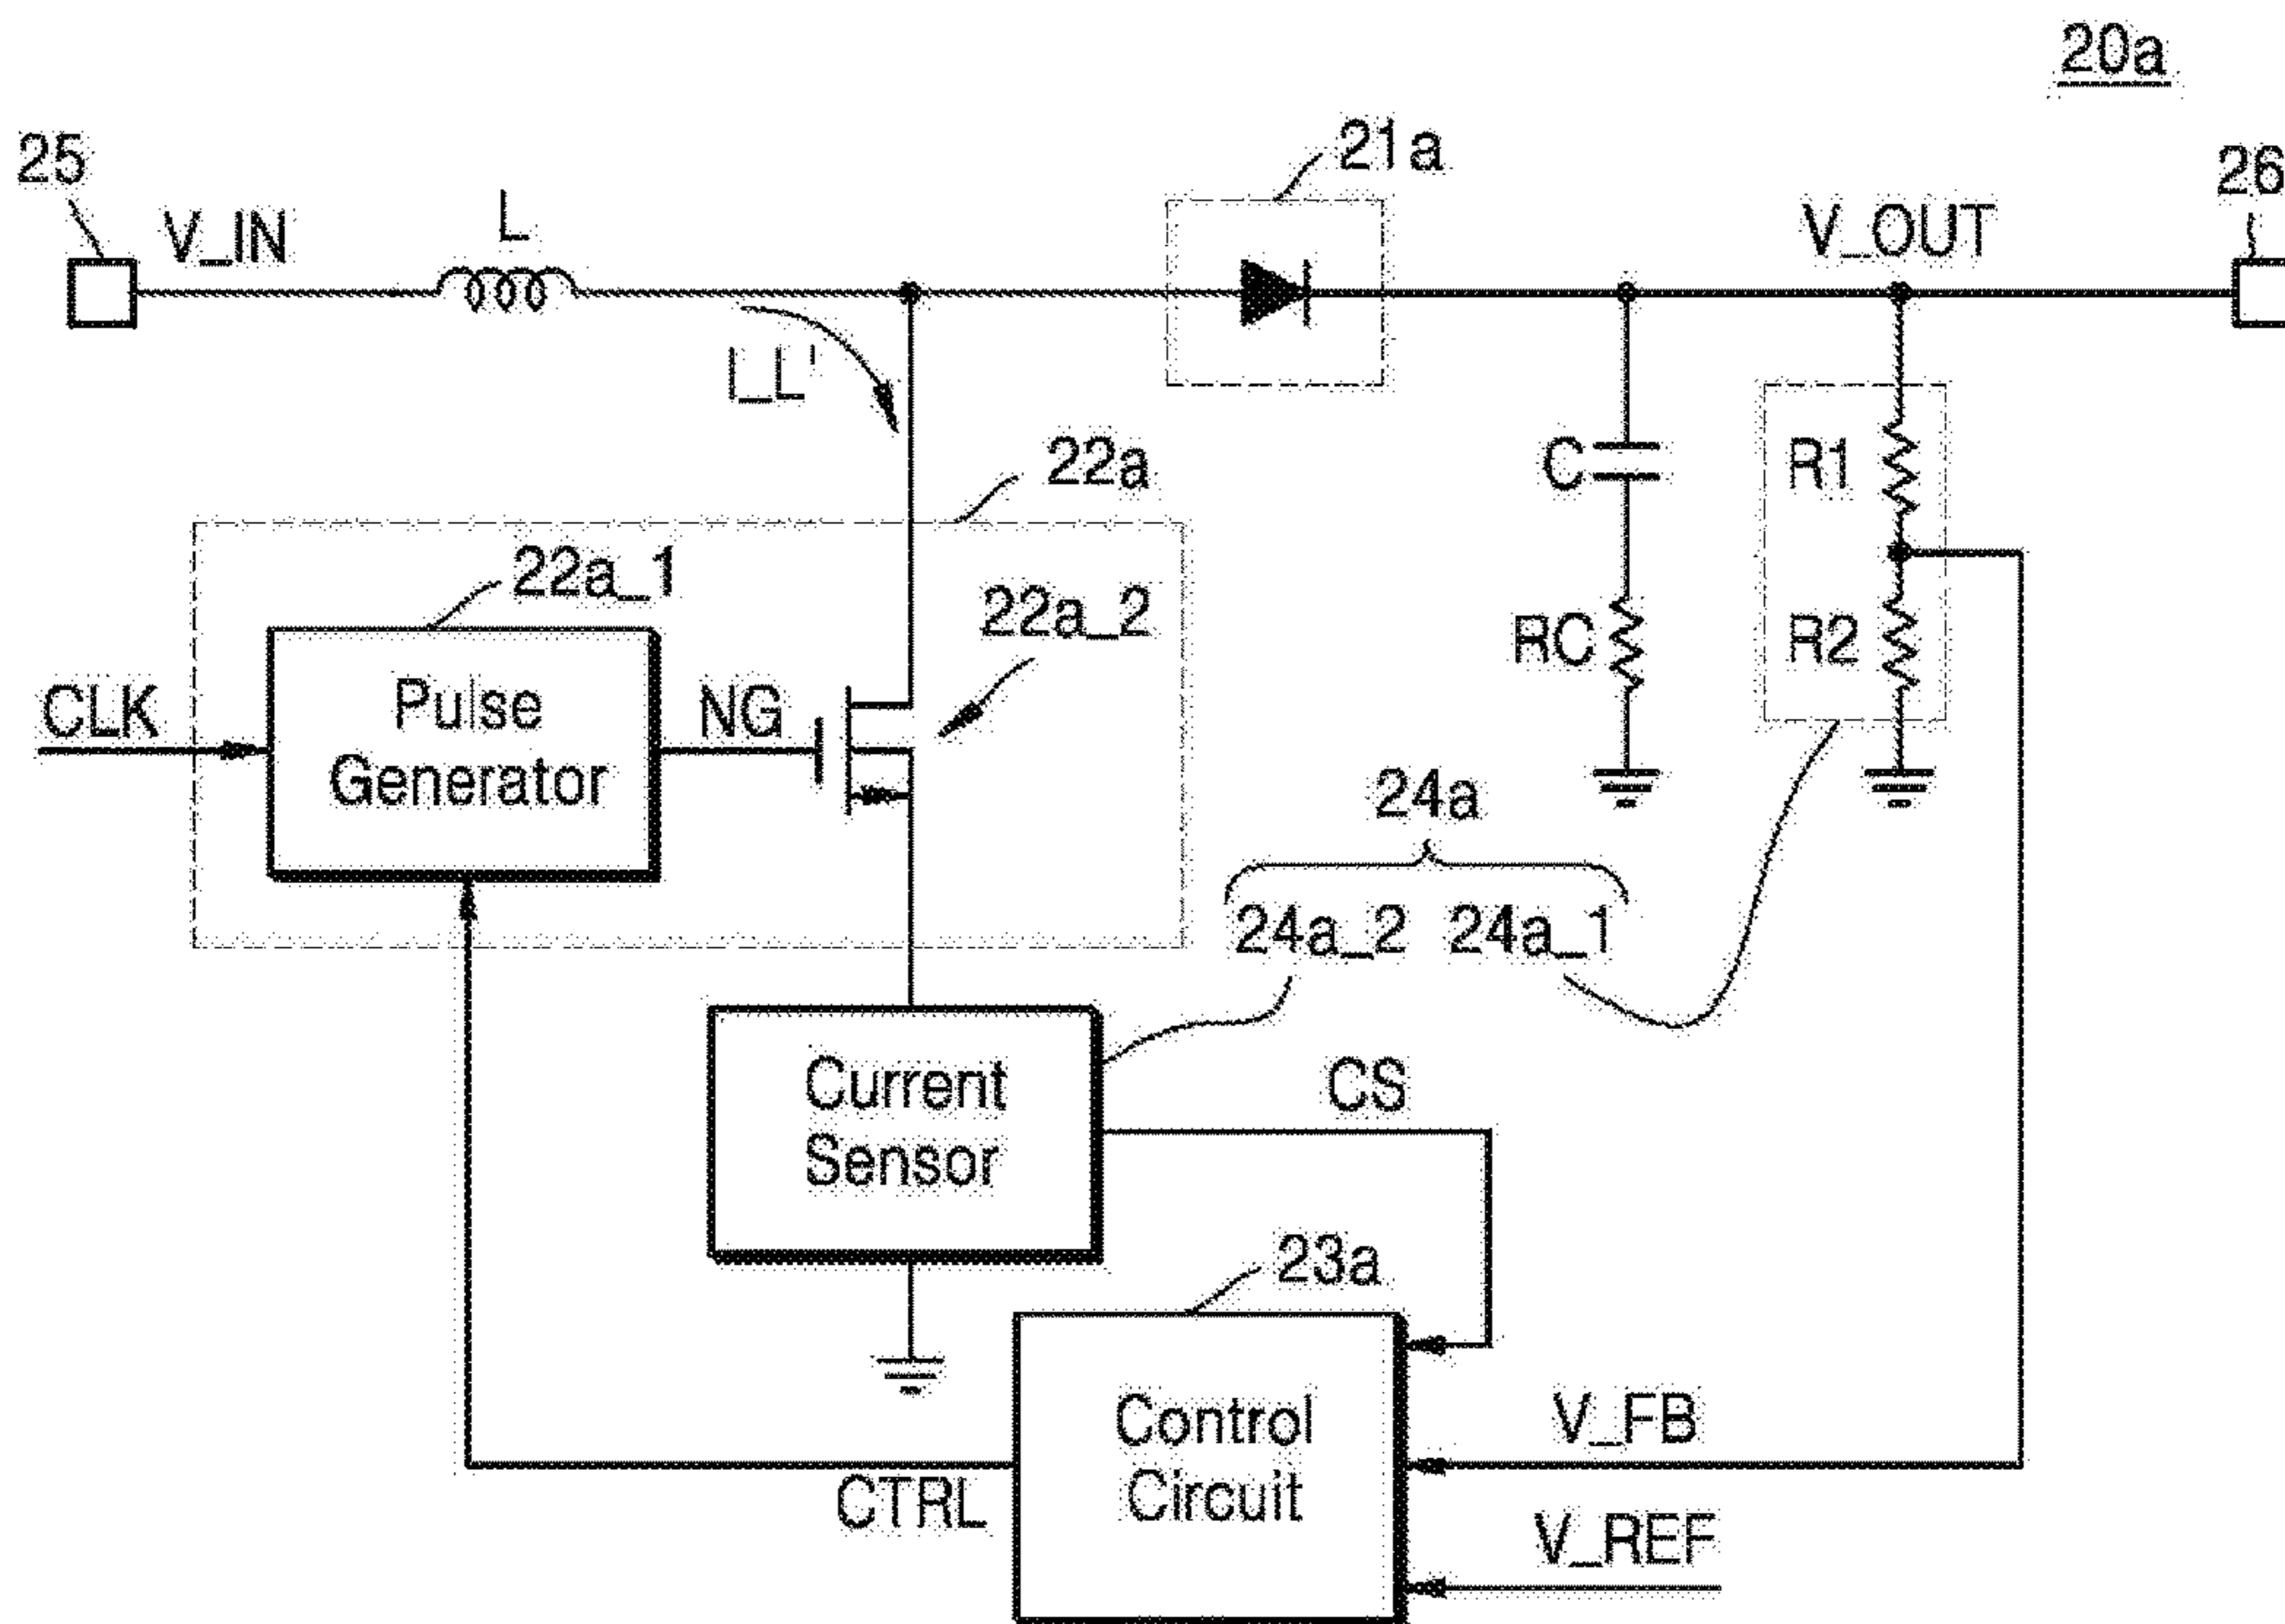 20a
25
V_IN
L
21a
V_OUT
26
I_L'
22a
C
R1
22a_1
22a_2
RC
R2
CLK
Pulse
Generator
NG
24a
24a_2
24a_1
Current
Sensor
CS
23a
Control
Circuit
V_FB
CTRL
V_REF